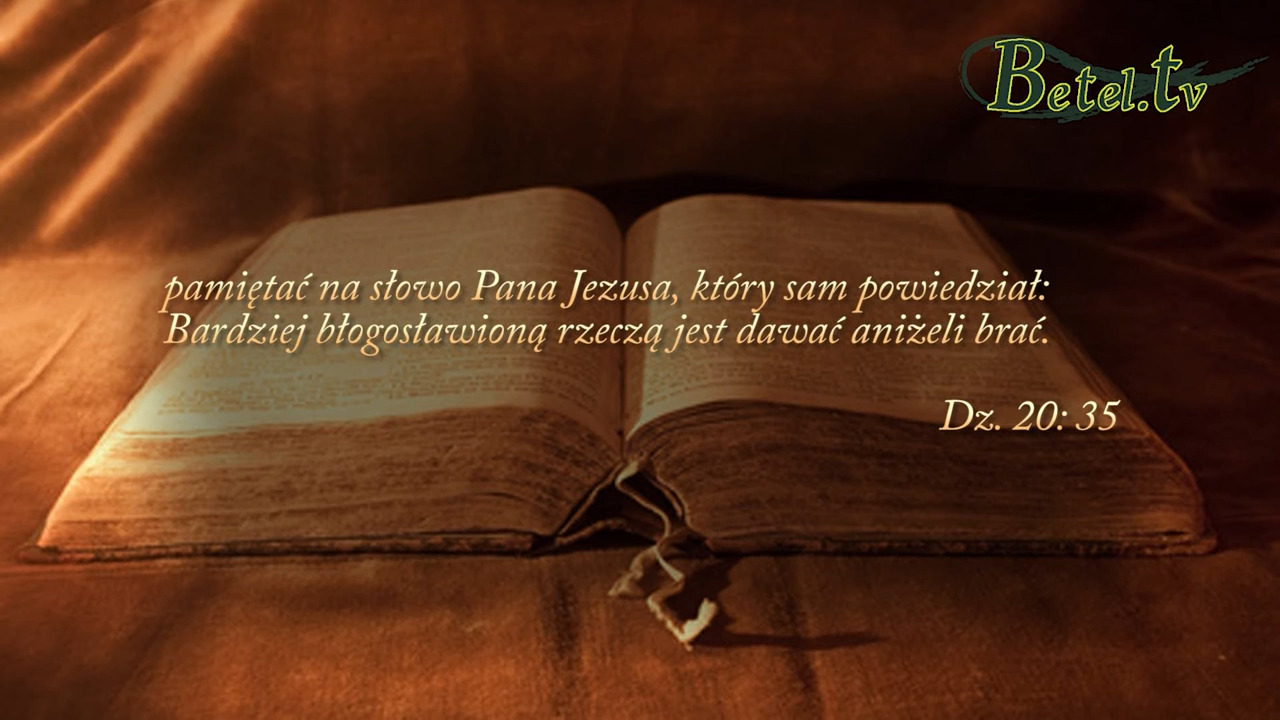 Betel.tv
pamiętać na słowo Pana Jezusa, który sam powiedział:
Bardziej błogosławioną rzeczą jest dawać aniżeli brać.
Dz. 20: 35